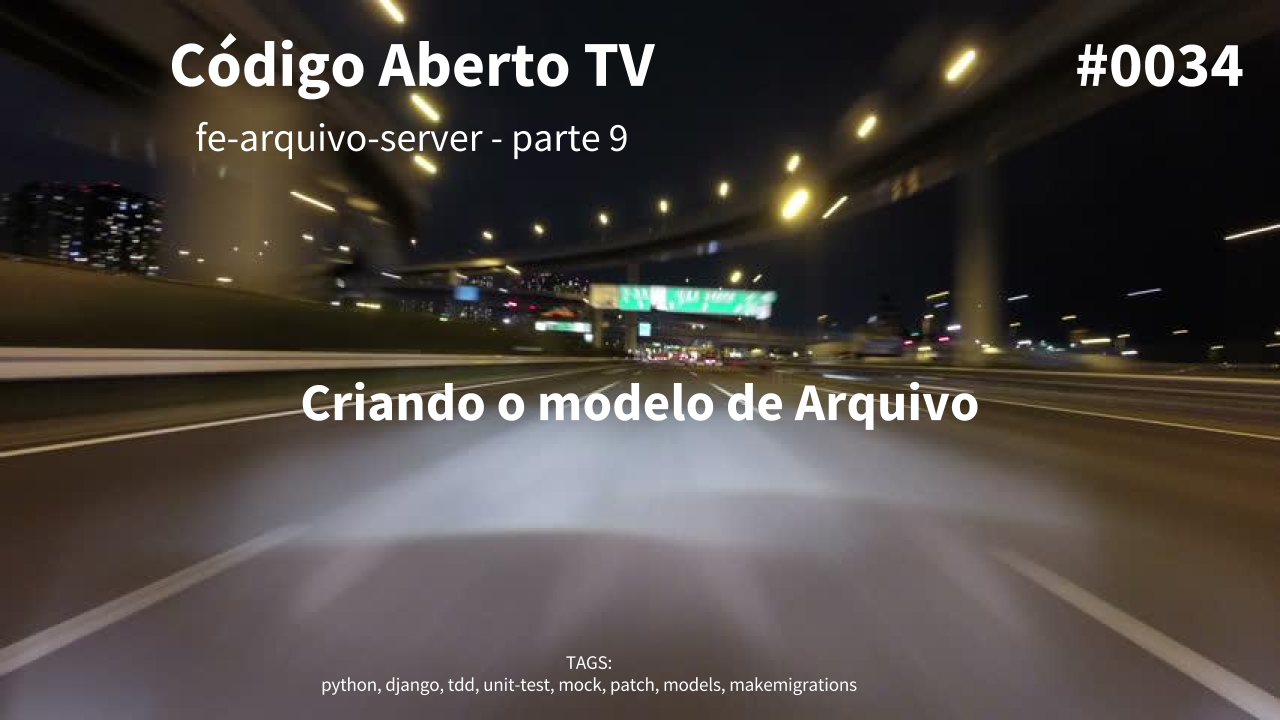 Código Aberto TV
#0034
fe-arquivo-server - parte 9
Criando o modelo de Arquivo
TAGS:
python, django, tdd, unit-test, mock, patch, models, makemigrations